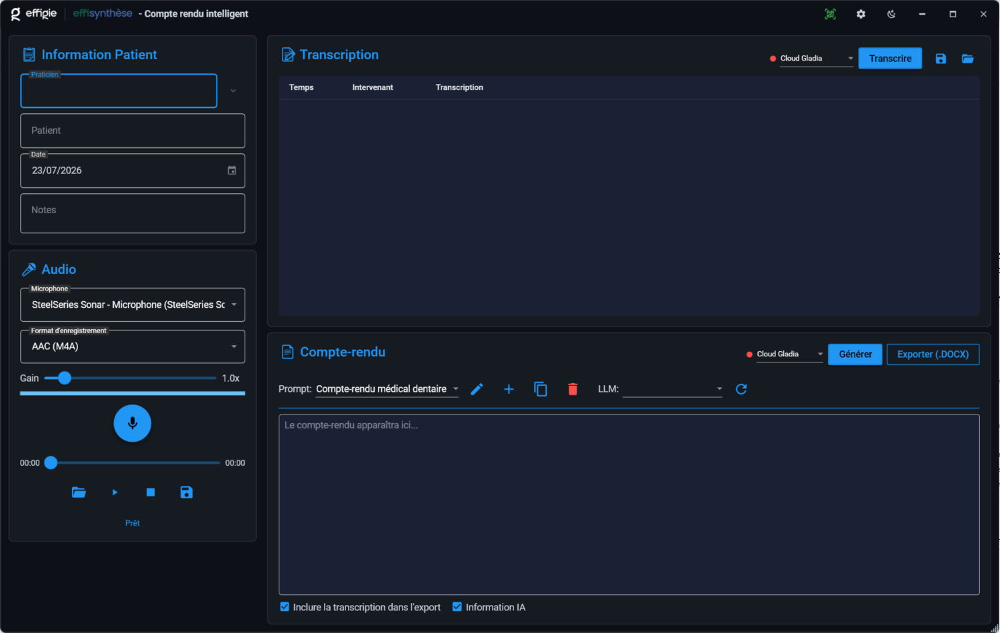 effigie effisynthèse - Compte rendu intelligent
Information Patient
Praticien
Patient
Date
23/07/2026
Notes
Audio
Microphone
SteelSeries Sonar - Microphone (SteelSeries Sc
Format d'enregistrement
AAC (M4A)
Gain 1.0x
00:00 00:00
Prêt
Transcription
Cloud Gladia Transcrire
Temps Intervenant Transcription
Compte-rendu
Cloud Gladia Générer Exporter (.DOCX)
Prompt: Compte-rendu médical dentaire LLM:
Le compte-rendu apparaîtra ici...
Inclure la transcription dans l'export Information IA